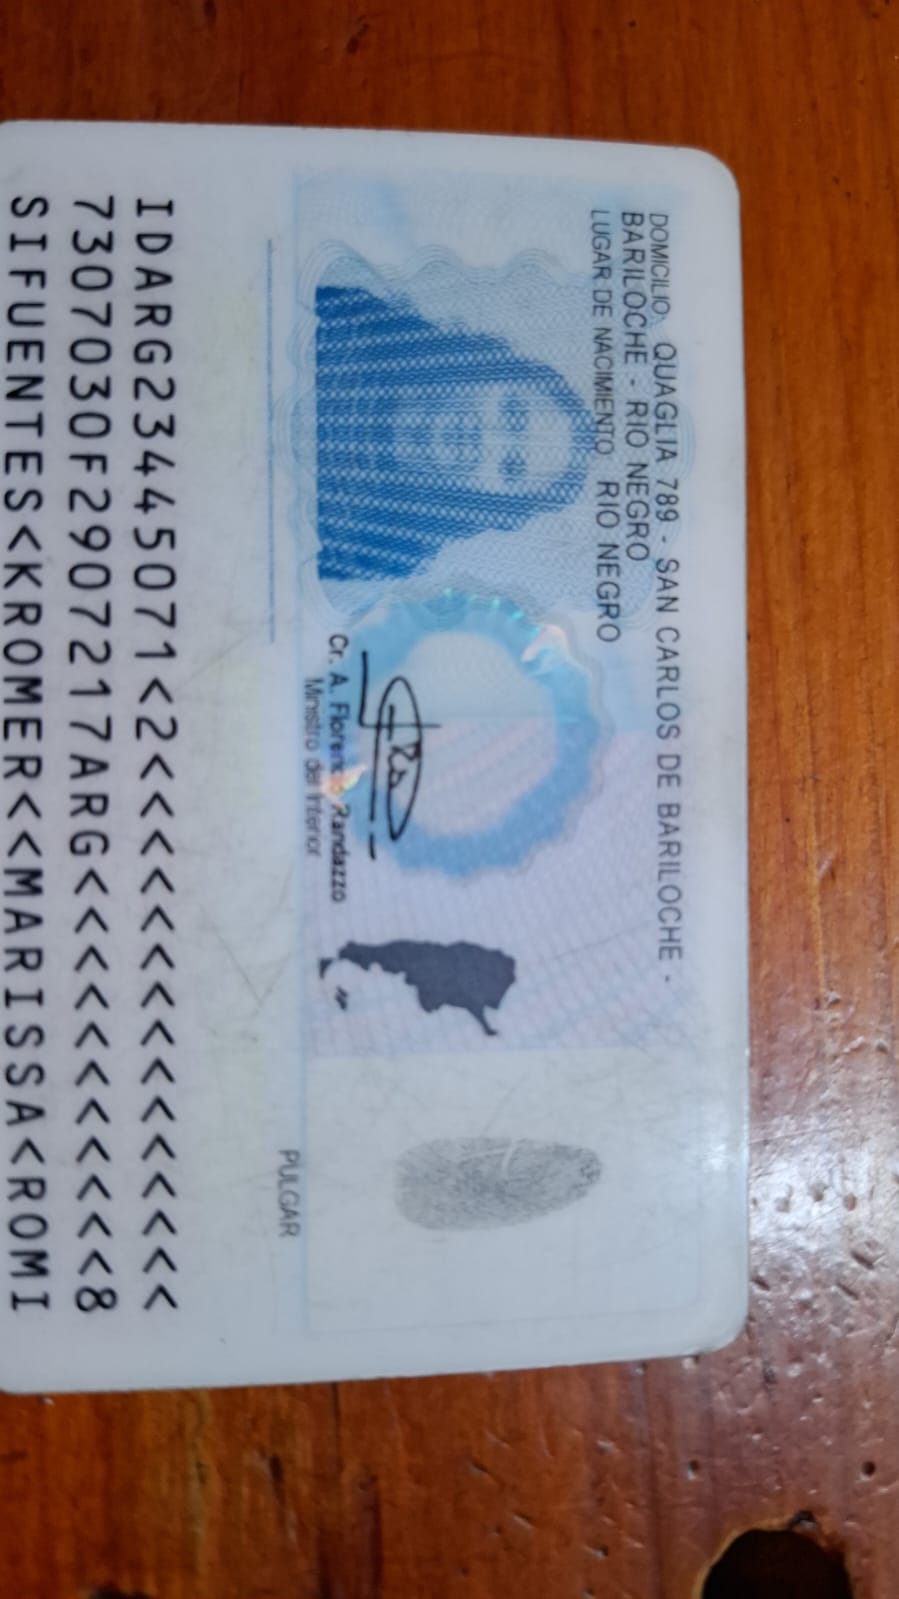 DOMICILIO QUAGLIA 789 - SAN CARLOS DE BARILOCHE -
BARILOCHE - RIO NEGRO
LUGAR DE NACIMIENTO RIO NEGRO
Cr. A. Florencio Randazzo
Ministro del Interior
PULGAR
IDARG23445071<2<<<<<<<<<<<<<<<
7307030F2907217ARG<<<<<<<<<<<8
SIFUENTES<KROMER<<MARISSA<ROMI